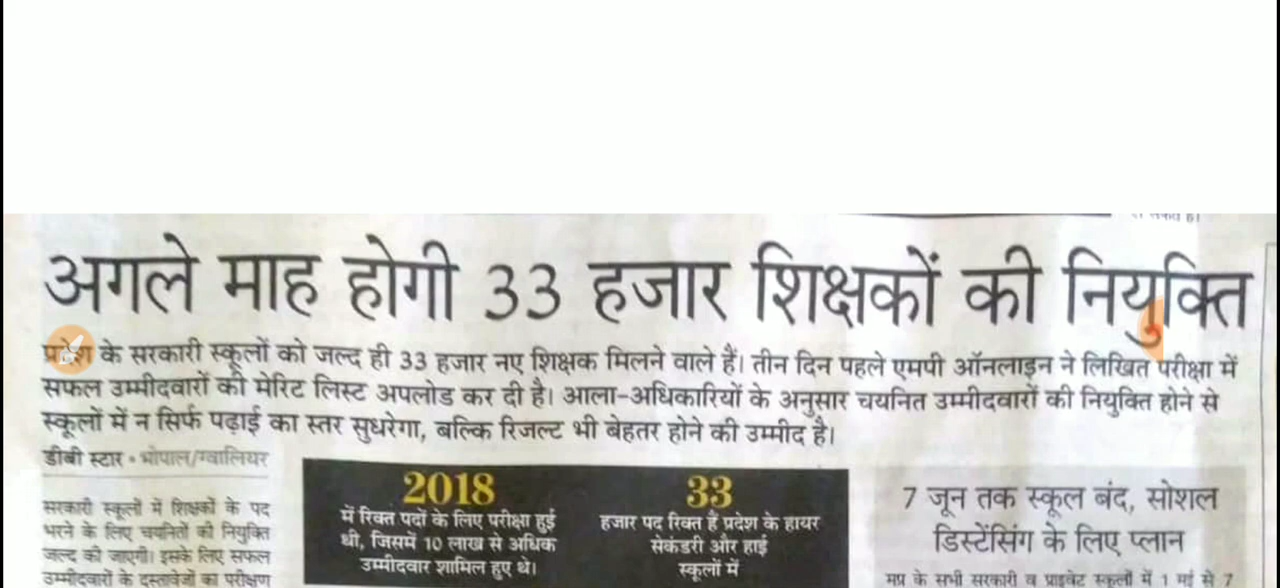 अगले माह होगी 33 हजार शिक्षकों की नियुक्ति
प्रदेश के सरकारी स्कूलों को जल्द ही 33 हजार नए शिक्षक मिलने वाले हैं। तीन दिन पहले एमपी ऑनलाइन ने लिखित परीक्षा में
सफल उम्मीदवारों की मेरिट लिस्ट अपलोड कर दी है। आला-अधिकारियों के अनुसार चयनित उम्मीदवारों की नियुक्ति होने से
स्कूलों में न सिर्फ पढ़ाई का स्तर सुधरेगा, बल्कि रिजल्ट भी बेहतर होने की उम्मीद है।
डीबी स्टार • भोपाल/ग्वालियर
सरकारी स्कूलों में शिक्षकों के पद
भरने के लिए चयनितों की नियुक्ति
जल्द की जाएगी। इसके लिए सफल
उम्मीदवारों के दस्तावेजों का परीक्षण
2018
में रिक्त पदों के लिए परीक्षा हुई
थी, जिसमें 10 लाख से अधिक
उम्मीदवार शामिल हुए थे।
33
हजार पद रिक्त हैं प्रदेश के हायर
सेकंडरी और हाई
स्कूलों में
7 जून तक स्कूल बंद, सोशल
डिस्टेंसिंग के लिए प्लान
मप्र के सभी सरकारी व प्राइवेट स्कूलों में 1 मई से 7